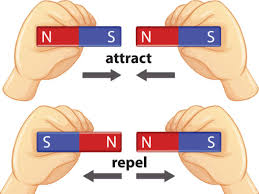 N S N S
attract
S N N S
repel